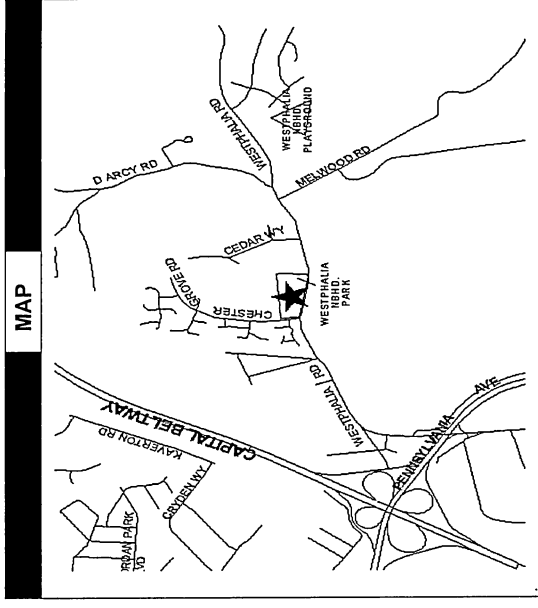 MAP
WESTPHALIA RD
WESTPHALIA
NBHD.
PLAYGROUND
D ARCY RD
MELWOOD RD
CEDAR WY
GROVE RD
CHESTER
WESTPHALIA
NBHD.
PARK
WESTPHALIA RD
CAPITAL BELTWAY
KAVERTON RD
PENNSYLVANIA AVE
CRYDEN WY
RDAN PARK